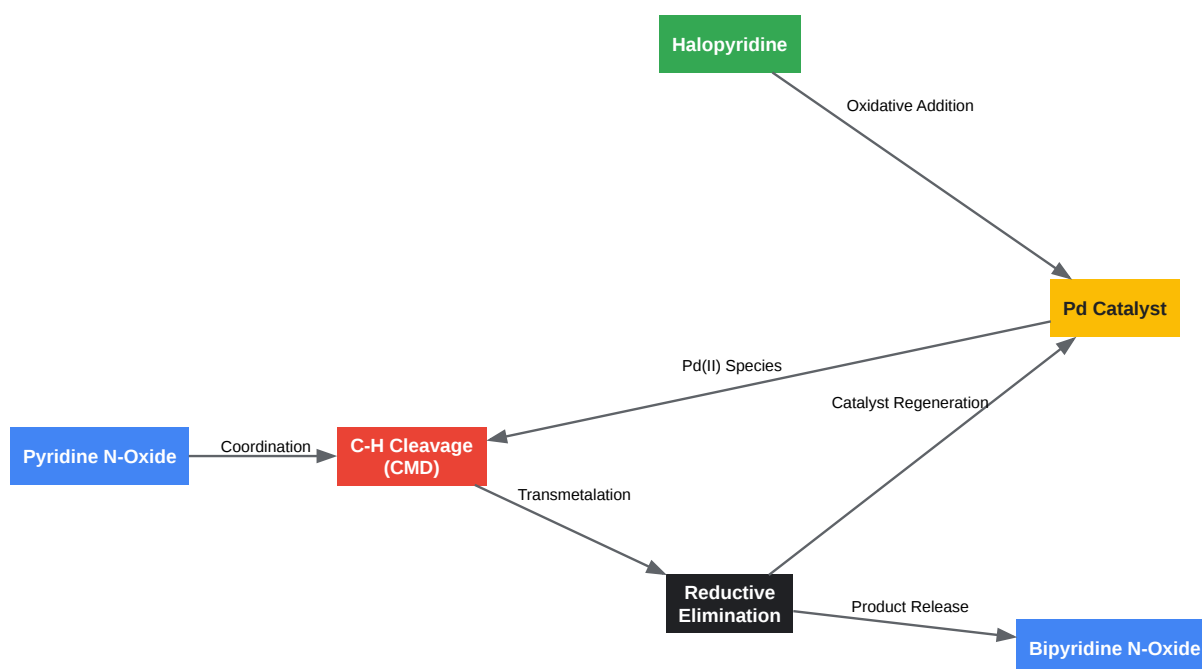 Halopyridine
Oxidative Addition
Pd Catalyst
Pd(II) Species
Catalyst Regeneration
Pyridine N-Oxide
Coordination
C-H Cleavage
(CMD)
Transmetalation
Reductive
Elimination
Product Release
Bipyridine N-Oxide